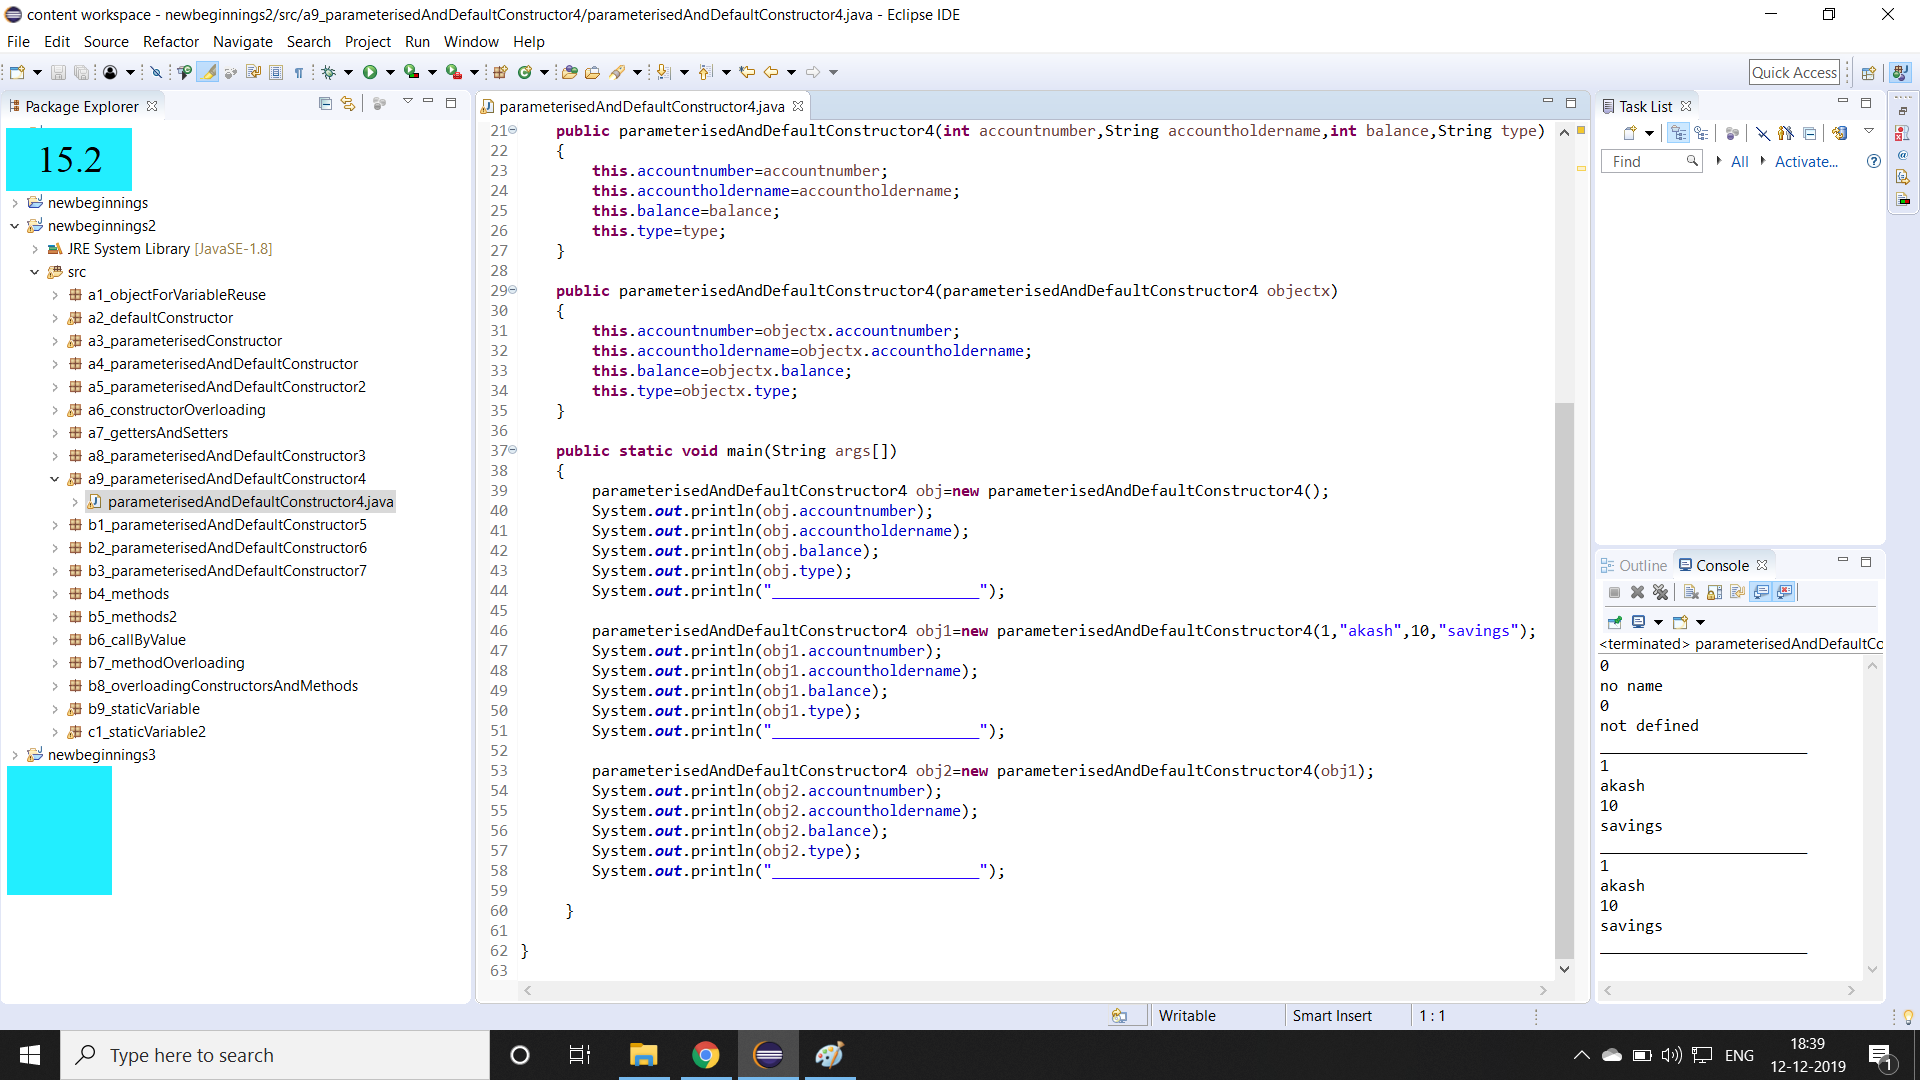 content workspace - newbeginnings2/src/a9_parameterisedAndDefaultConstructor4/parameterisedAndDefaultConstructor4.java - Eclipse IDE
File Edit Source Refactor Navigate Search Project Run Window Help
Quick Access
Package Explorer
15.2
newbeginnings
newbeginnings2
JRE System Library [JavaSE-1.8]
src
a1_objectForVariableReuse
a2_defaultConstructor
a3_parameterisedConstructor
a4_parameterisedAndDefaultConstructor
a5_parameterisedAndDefaultConstructor2
a6_constructorOverloading
a7_gettersAndSetters
a8_parameterisedAndDefaultConstructor3
a9_parameterisedAndDefaultConstructor4
parameterisedAndDefaultConstructor4.java
b1_parameterisedAndDefaultConstructor5
b2_parameterisedAndDefaultConstructor6
b3_parameterisedAndDefaultConstructor7
b4_methods
b5_methods2
b6_callByValue
b7_methodOverloading
b8_overloadingConstructorsAndMethods
b9_staticVariable
c1_staticVariable2
newbeginnings3
parameterisedAndDefaultConstructor4.java
21 public parameterisedAndDefaultConstructor4(int accountnumber,String accountholdername,int balance,String type)
22 {
23 this.accountnumber=accountnumber;
24 this.accountholdername=accountholdername;
25 this.balance=balance;
26 this.type=type;
27 }
28
29 public parameterisedAndDefaultConstructor4(parameterisedAndDefaultConstructor4 objectx)
30 {
31 this.accountnumber=objectx.accountnumber;
32 this.accountholdername=objectx.accountholdername;
33 this.balance=objectx.balance;
34 this.type=objectx.type;
35 }
36
37 public static void main(String args[])
38 {
39 parameterisedAndDefaultConstructor4 obj=new parameterisedAndDefaultConstructor4();
40 System.out.println(obj.accountnumber);
41 System.out.println(obj.accountholdername);
42 System.out.println(obj.balance);
43 System.out.println(obj.type);
44 System.out.println("_______________________");
45
46 parameterisedAndDefaultConstructor4 obj1=new parameterisedAndDefaultConstructor4(1,"akash",10,"savings");
47 System.out.println(obj1.accountnumber);
48 System.out.println(obj1.accountholdername);
49 System.out.println(obj1.balance);
50 System.out.println(obj1.type);
51 System.out.println("_______________________");
52
53 parameterisedAndDefaultConstructor4 obj2=new parameterisedAndDefaultConstructor4(obj1);
54 System.out.println(obj2.accountnumber);
55 System.out.println(obj2.accountholdername);
56 System.out.println(obj2.balance);
57 System.out.println(obj2.type);
58 System.out.println("_______________________");
59
60 }
61
62 }
63
Task List
Find All Activate...
Outline Console
<terminated> parameterisedAndDefaultCo
0
no name
0
not defined
_______________________
1
akash
10
savings
_______________________
1
akash
10
savings
_______________________
Writable Smart Insert 1 : 1
Type here to search
ENG
18:39
12-12-2019
1